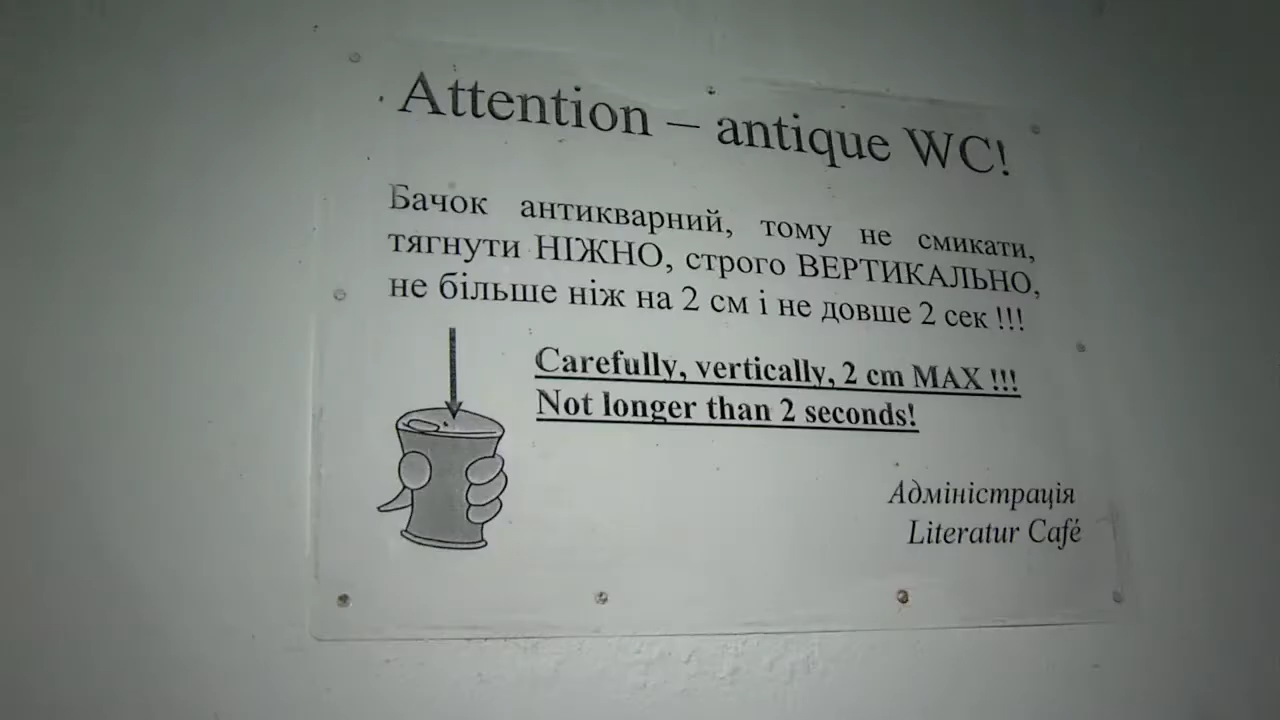 Attention – antique WC!
Бачок антикварний, тому не смикати,
тягнути НІЖНО, строго ВЕРТИКАЛЬНО,
не більше ніж на 2 см і не довше 2 сек !!!
Carefully, vertically, 2 cm MAX !!!
Not longer than 2 seconds!
Адміністрація
Literatur Café